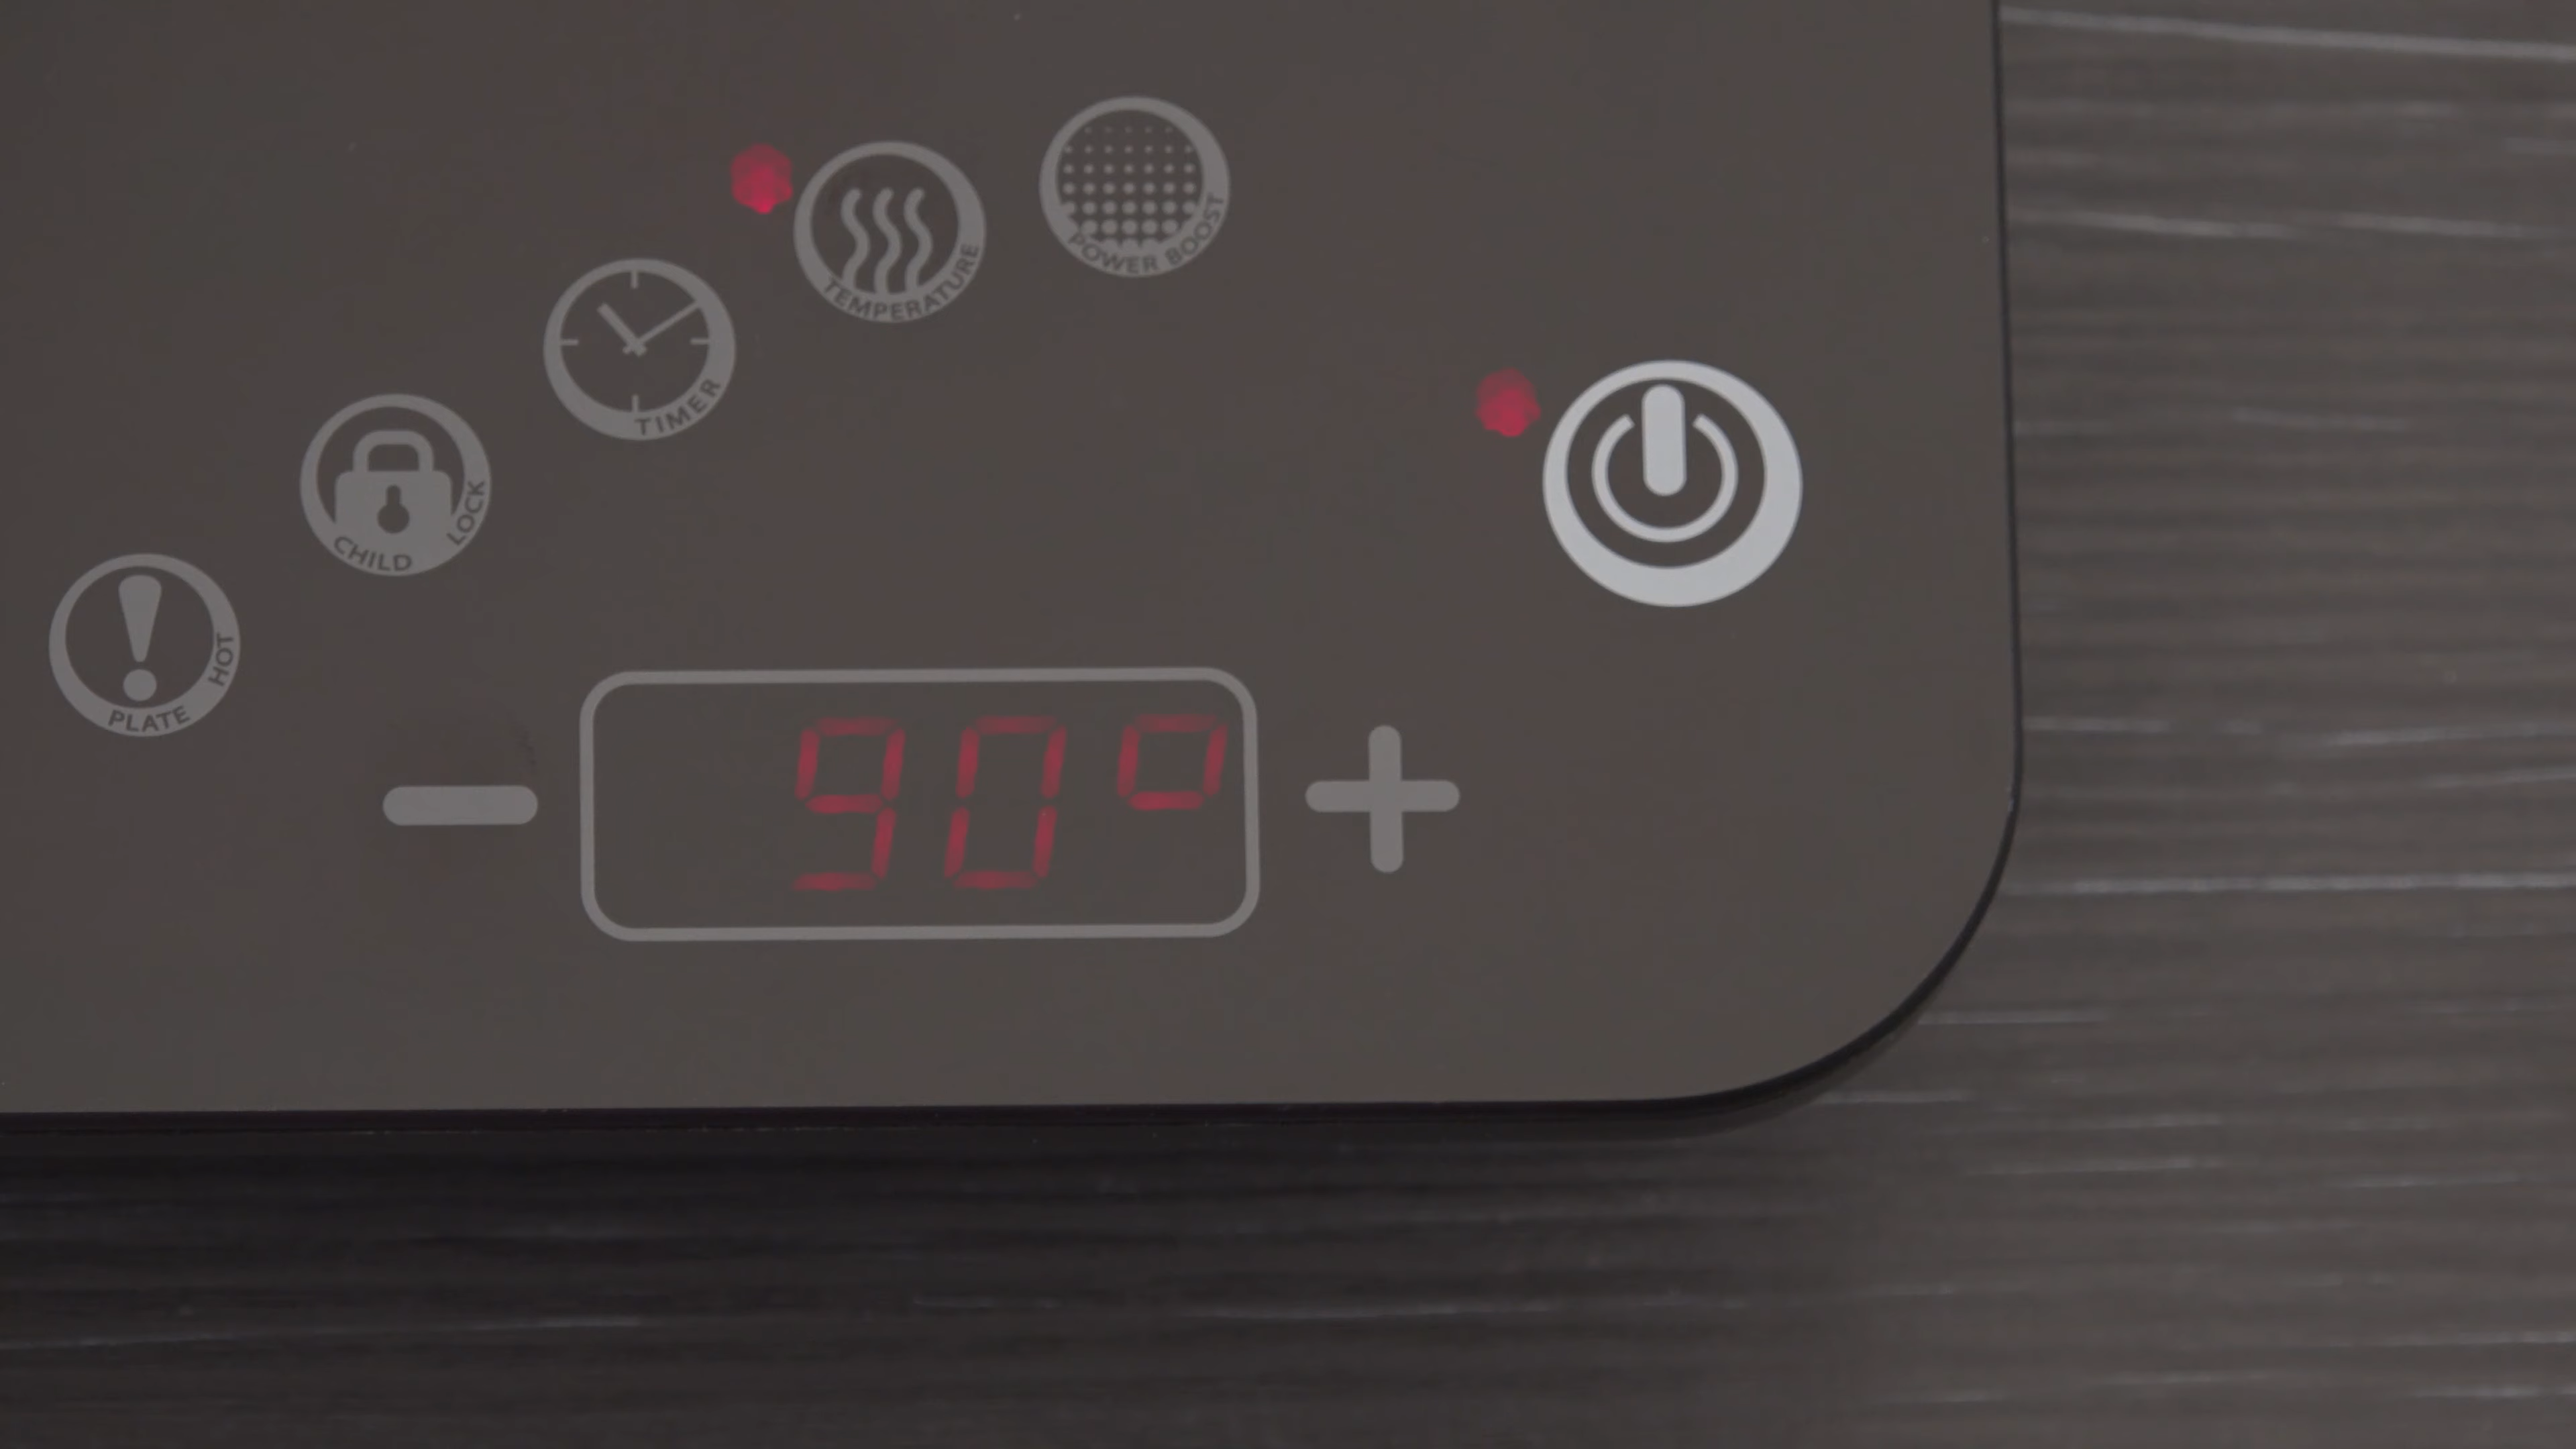 POWER BOOST
TEMPERATURE
TIMER
CHILD LOCK
PLATE HOT
90°